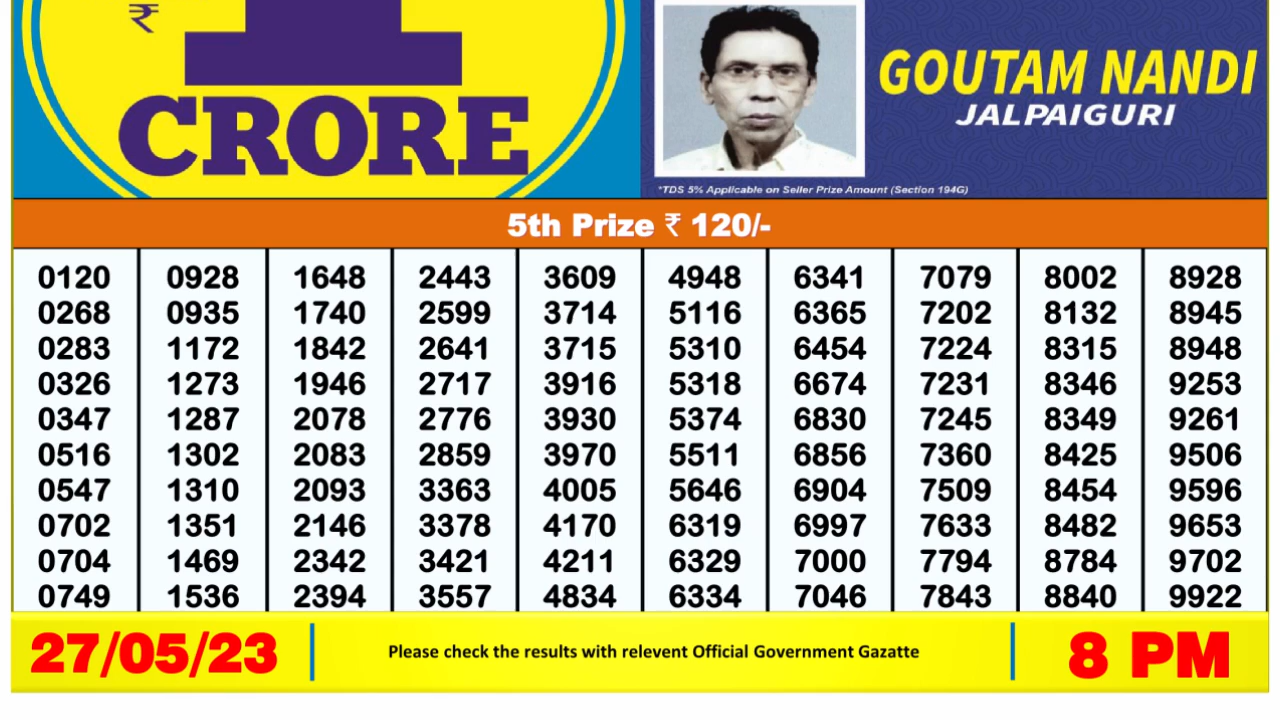 ₹
1
CRORE
GOUTAM NANDI
JALPAIGURI
*TDS 5% Applicable on Seller Prize Amount (Section 194G)
5th Prize ₹ 120/-
0120 0928 1648 2443 3609 4948 6341 7079 8002 8928
0268 0935 1740 2599 3714 5116 6365 7202 8132 8945
0283 1172 1842 2641 3715 5310 6454 7224 8315 8948
0326 1273 1946 2717 3916 5318 6674 7231 8346 9253
0347 1287 2078 2776 3930 5374 6830 7245 8349 9261
0516 1302 2083 2859 3970 5511 6856 7360 8425 9506
0547 1310 2093 3363 4005 5646 6904 7509 8454 9596
0702 1351 2146 3378 4170 6319 6997 7633 8482 9653
0704 1469 2342 3421 4211 6329 7000 7794 8784 9702
0749 1536 2394 3557 4834 6334 7046 7843 8840 9922
27/05/23 Please check the results with relevent Official Government Gazatte 8 PM